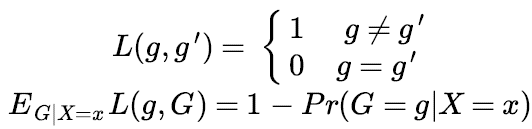 L(g, g′) = { 1 g ≠ g′
0 g = g′
E_{G|X=x} L(g, G) = 1 − Pr(G = g|X = x)